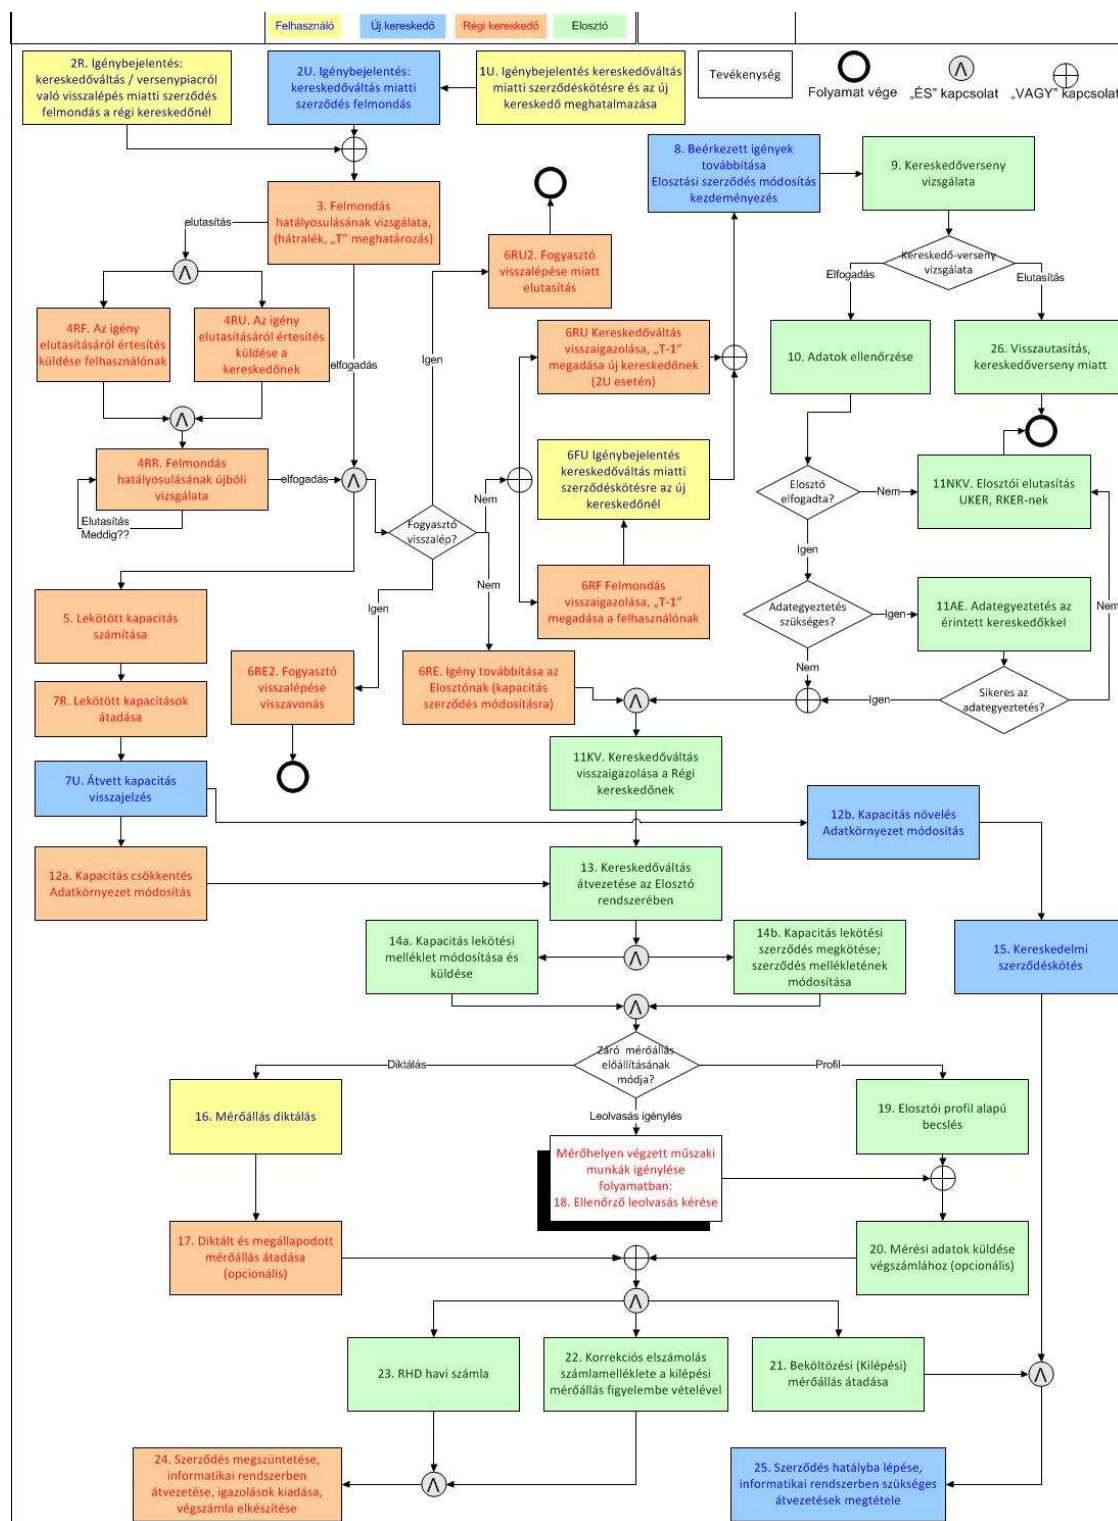 Felhasználó
Új kereskedő
Régi kereskedő
Elosztó
2R. Igénybejelentés:
kereskedőváltás / versenypiacról
való visszalépés miatti szerződés
felmondás a régi kereskedőnél
2U. Igénybejelentés:
kereskedőváltás miatti
szerződés felmondás
1U. Igénybejelentés kereskedőváltás
miatti szerződéskötésre és az új
kereskedő meghatalmazása
Tevékenység
Folyamat vége
„ÉS” kapcsolat
„VAGY” kapcsolat
3. Felmondás
hatályosulásának vizsgálata,
(hátralék, „T” meghatározás)
elutasítás
8. Beérkezett igények
továbbítása
Elosztási szerződés módosítás
kezdeményezés
9. Kereskedőverseny
vizsgálata
6RU2. Fogyasztó
visszalépése miatt
elutasítás
Kereskedő-verseny
vizsgálata
Elfogadás
Elutasítás
4RF. Az igény
elutasításáról értesítés
küldése felhasználónak
4RU. Az igény
elutasításáról értesítés
küldése a
kereskedőnek
elfogadás
Igen
6RU Kereskedőváltás
visszaigazolása, „T-1”
megadása új kereskedőnek
(2U esetén)
10. Adatok ellenőrzése
26. Visszautasítás,
kereskedőverseny miatt
4RR. Felmondás
hatályosulásának újbóli
vizsgálata
elfogadás
Elutasítás
Meddig??
Fogyasztó
visszalép?
Nem
6FU Igénybejelentés
kereskedőváltás miatti
szerződéskötésre az új
kereskedőnél
Elosztó
elfogadta?
Nem
11NKV. Elosztói elutasítás
UKER, RKER-nek
Igen
Nem
Igen
6RF Felmondás
visszaigazolása, „T-1”
megadása a felhasználónak
Adategyeztetés
szükséges?
Igen
11AE. Adategyeztetés az
érintett kereskedőkkel
Nem
5. Lekötött kapacitás
számítása
6RE2. Fogyasztó
visszalépése
visszavonás
6RE. Igény továbbítása az
Elosztónak (kapacitás
szerződés módosításra)
Nem
Igen
Sikeres az
adategyeztetés?
7R. Lekötött kapacitások
átadása
11KV. Kereskedőváltás
visszaigazolása a Régi
kereskedőnek
7U. Átvett kapacitás
visszajelzés
12b. Kapacitás növelés
Adatkörnyezet módosítás
12a. Kapacitás csökkentés
Adatkörnyezet módosítás
13. Kereskedőváltás
átvezetése az Elosztó
rendszerében
14a. Kapacitás lekötési
melléklet módosítása és
küldése
14b. Kapacitás lekötési
szerződés megkötése;
szerződés mellékletének
módosítása
15. Kereskedelmi
szerződéskötés
Záró mérőállás
előállításának
módja?
Diktálás
Profil
Leolvasás igénylés
16. Mérőállás diktálás
19. Elosztói profil alapú
becslés
Mérőhelyen végzett műszaki
munkák igénylése
folyamatban:
18. Ellenőrző leolvasás kérése
17. Diktált és megállapodott
mérőállás átadása
(opcionális)
20. Mérési adatok küldése
végszámlához (opcionális)
23. RHD havi számla
22. Korrekciós elszámolás
számlamelléklete a kilépési
mérőállás figyelembe vételével
21. Beköltözési (Kilépési)
mérőállás átadása
24. Szerződés megszüntetése,
informatikai rendszerben
átvezetése, igazolások kiadása,
végszámla elkészítése
25. Szerződés hatályba lépése,
informatikai rendszerben szükséges
átvezetések megtétele